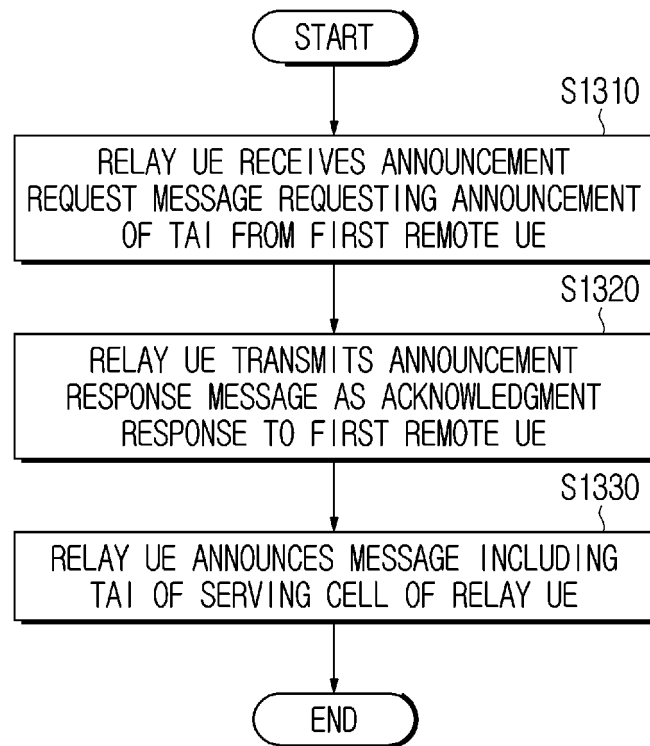 START
S1310
RELAY UE RECEIVES ANNOUNCEMENT
REQUEST MESSAGE REQUESTING ANNOUNCEMENT
OF TAI FROM FIRST REMOTE UE
S1320
RELAY UE TRANSMITS ANNOUNCEMENT
RESPONSE MESSAGE AS ACKNOWLEDGMENT
RESPONSE TO FIRST REMOTE UE
S1330
RELAY UE ANNOUNCES MESSAGE INCLUDING
TAI OF SERVING CELL OF RELAY UE
END